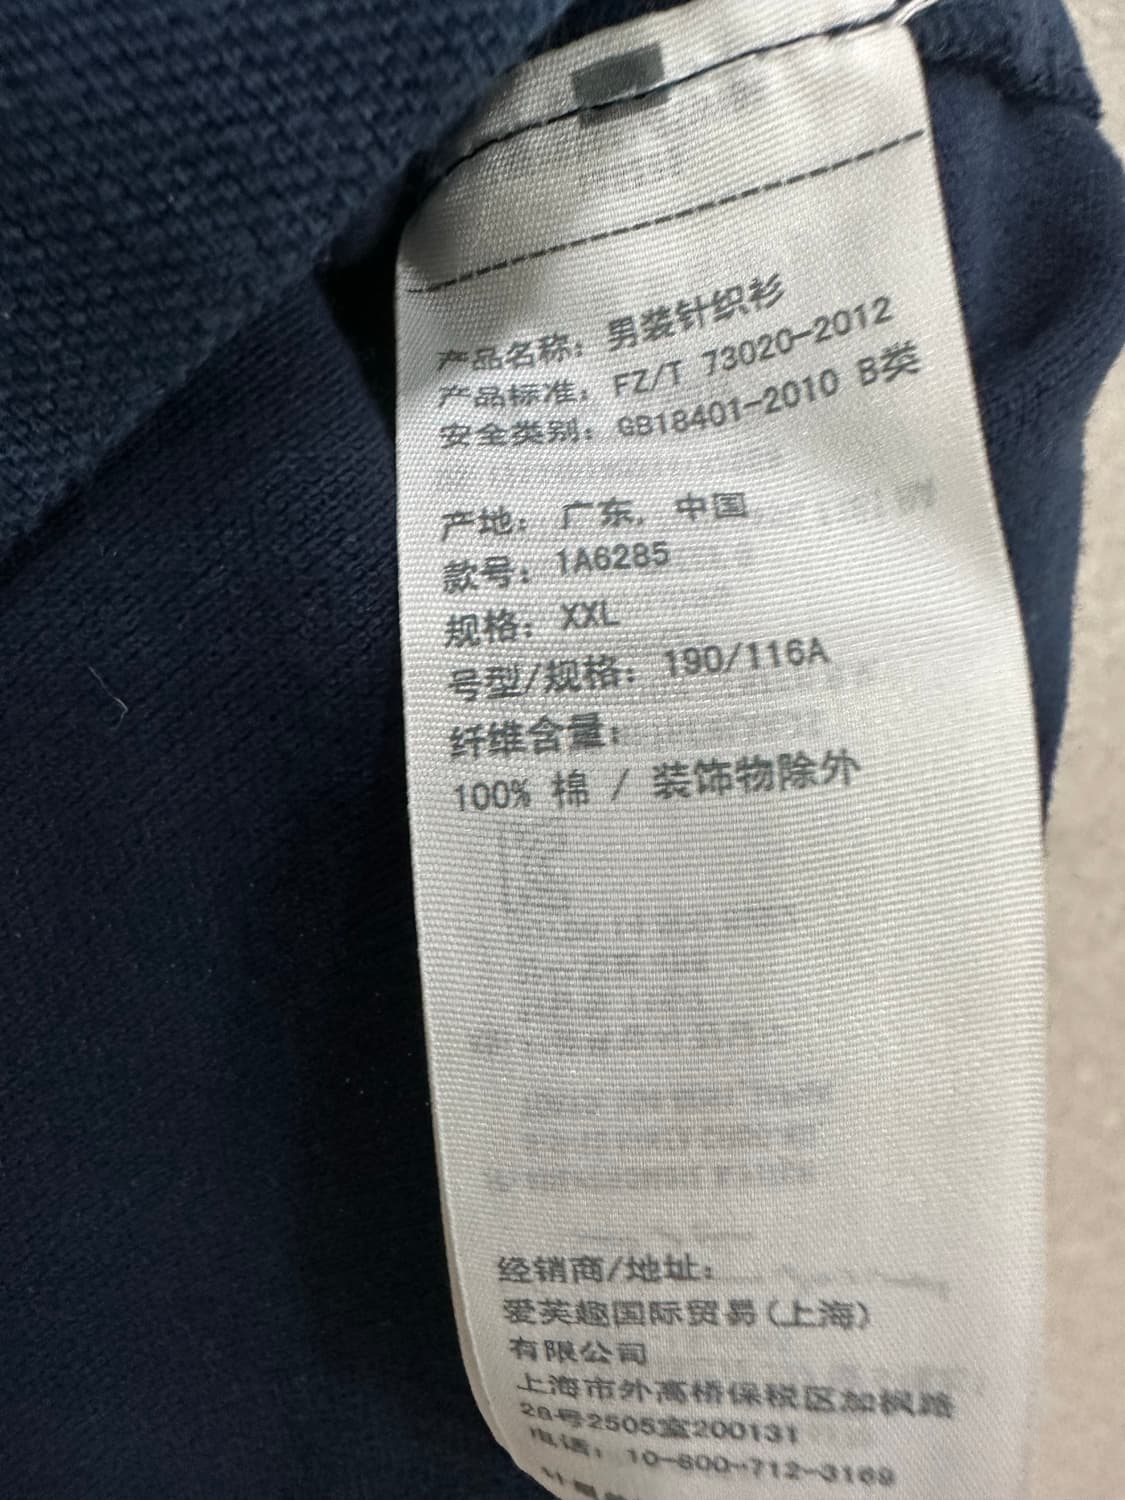 产品名称: 男装针织衫
产品标准: FZ/T 73020-2012
安全类别: GB18401-2010 B类
产地: 广东, 中国
款号: 1A6285
规格: XXL
号型/规格: 190/116A
纤维含量:
100% 棉 / 装饰物除外
经销商/地址:
爱芙趣国际贸易(上海)
有限公司
上海市外高桥保税区加枫路
28号2505室200131
电话: 10-800-712-3169